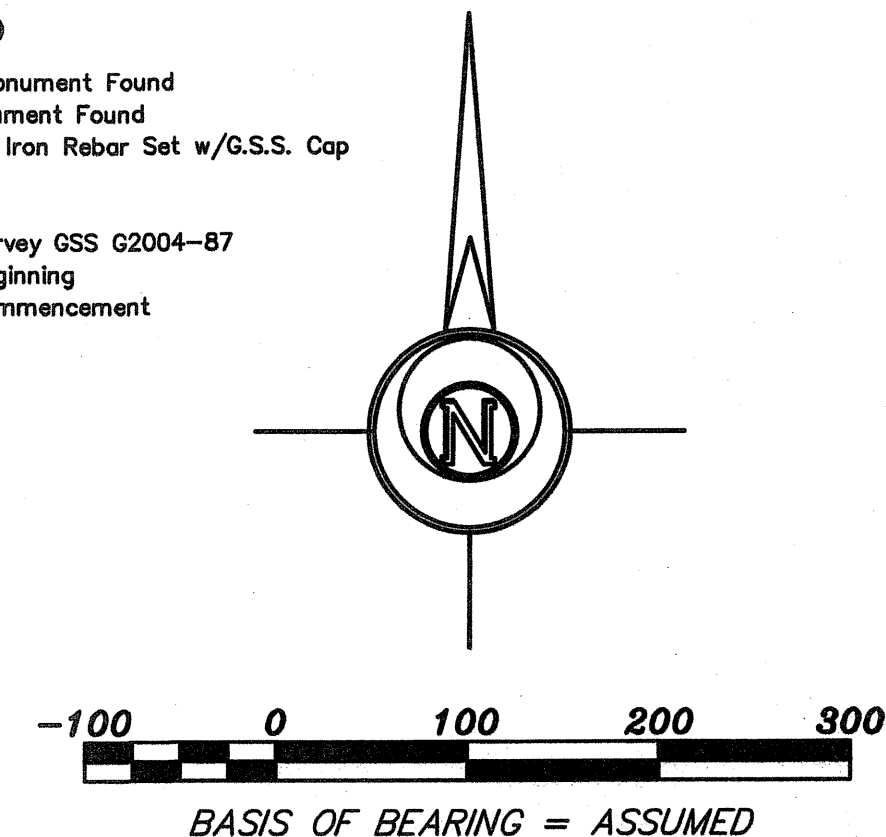 Monument Found
ument Found
Iron Rebar Set w/G.S.S. Cap
rvey GSS G2004-87
ginning
mmencement
N
-100 0 100 200 300
BASIS OF BEARING = ASSUMED